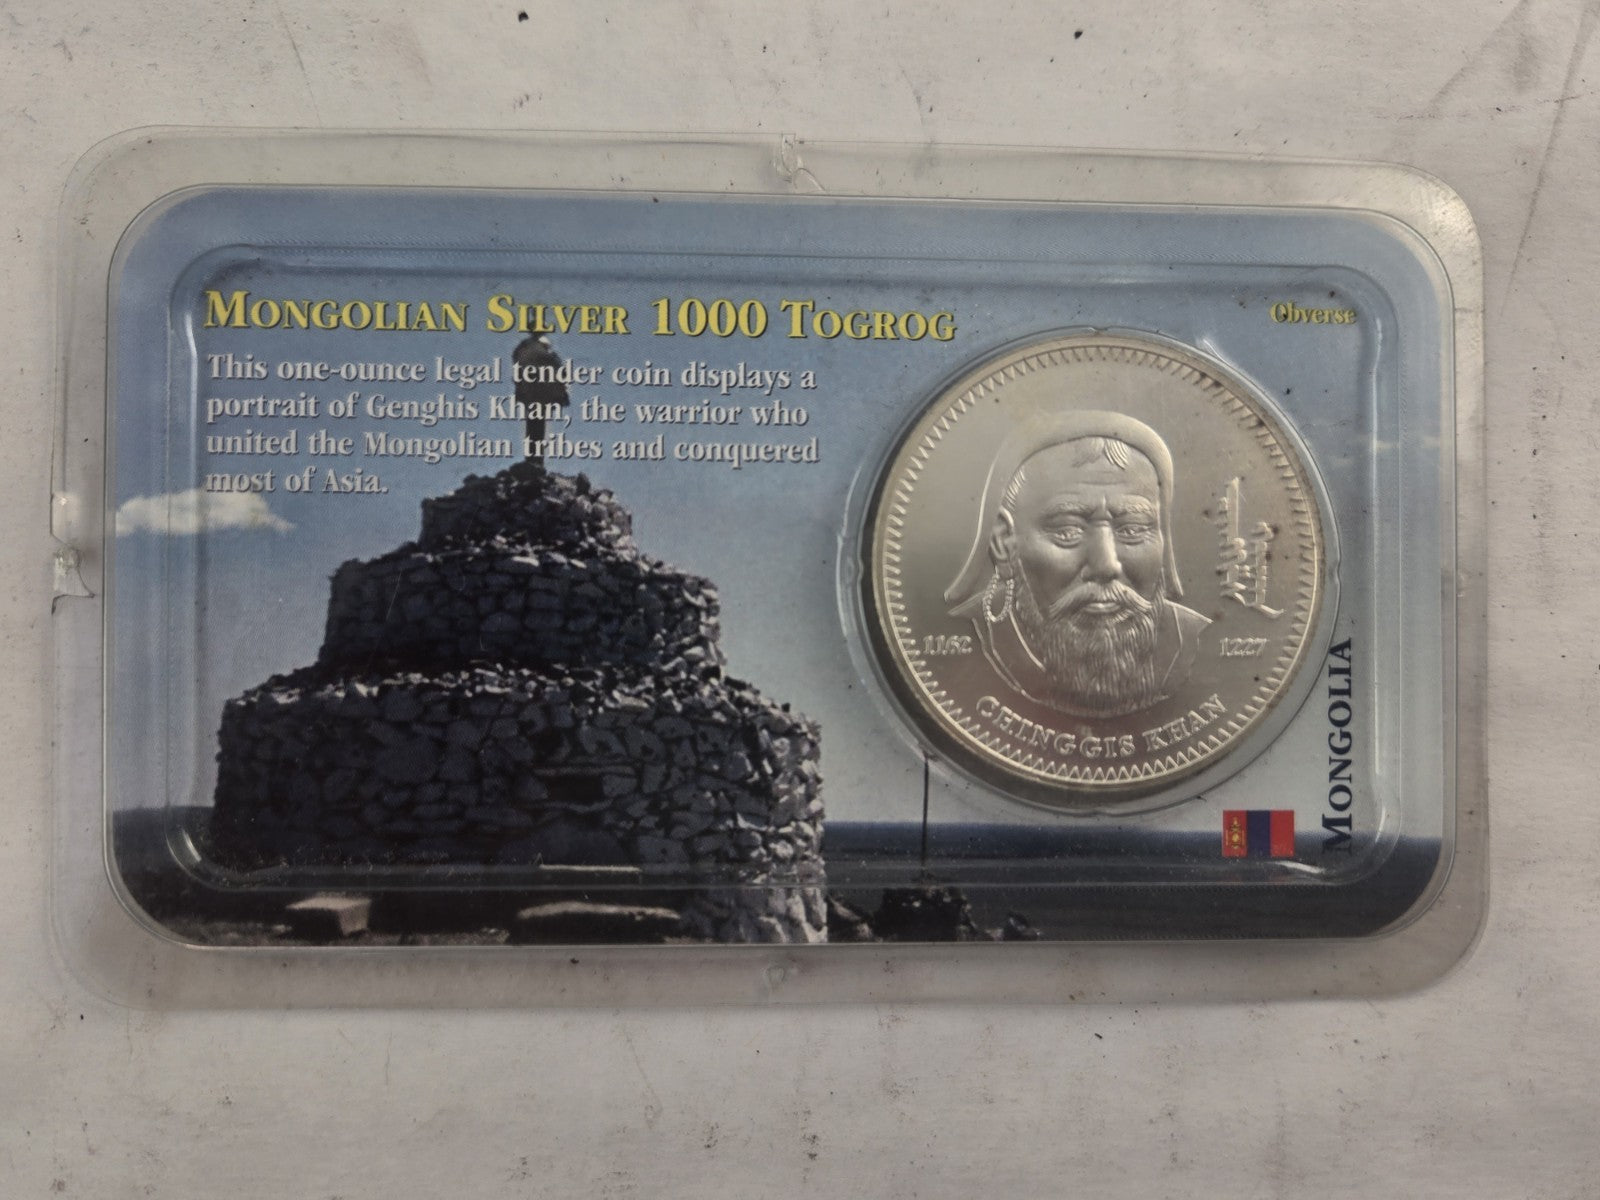 MONGOLIAN SILVER 1000 TOGROG
Obverse
This one-ounce legal tender coin displays a
portrait of Genghis Khan, the warrior who
united the Mongolian tribes and conquered
most of Asia.
1162
1227
CHINGGIS KHAN
MONGOLIA